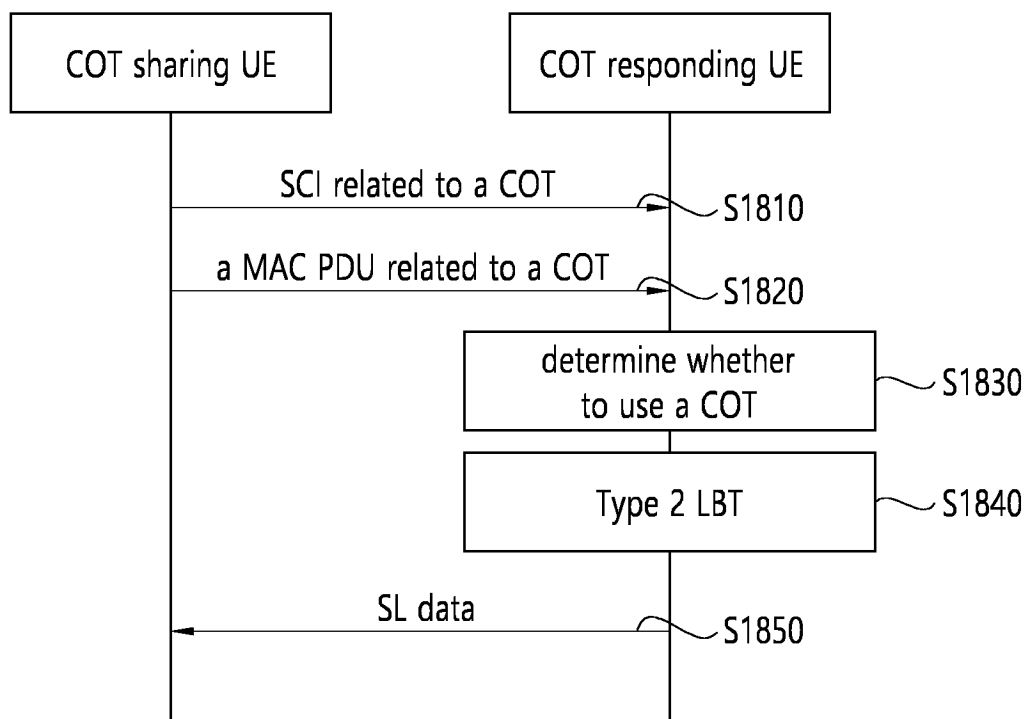 COT sharing UE
COT responding UE
SCI related to a COT
S1810
a MAC PDU related to a COT
S1820
determine whether
to use a COT
S1830
Type 2 LBT
S1840
SL data
S1850